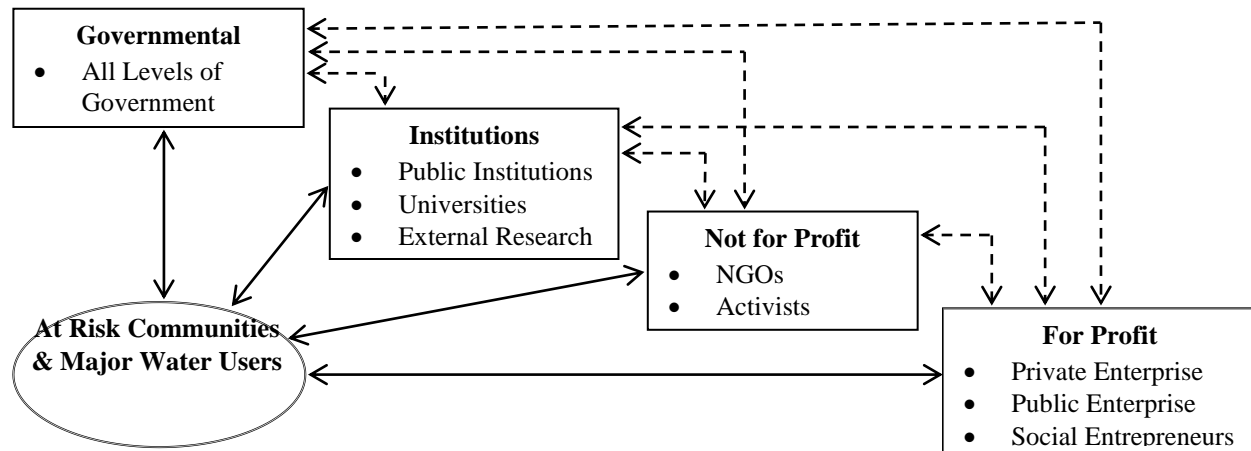 Governmental
• All Levels of
Government
Institutions
• Public Institutions
• Universities
• External Research
Not for Profit
• NGOs
• Activists
At Risk Communities
& Major Water Users
For Profit
• Private Enterprise
• Public Enterprise
• Social Entrepreneurs